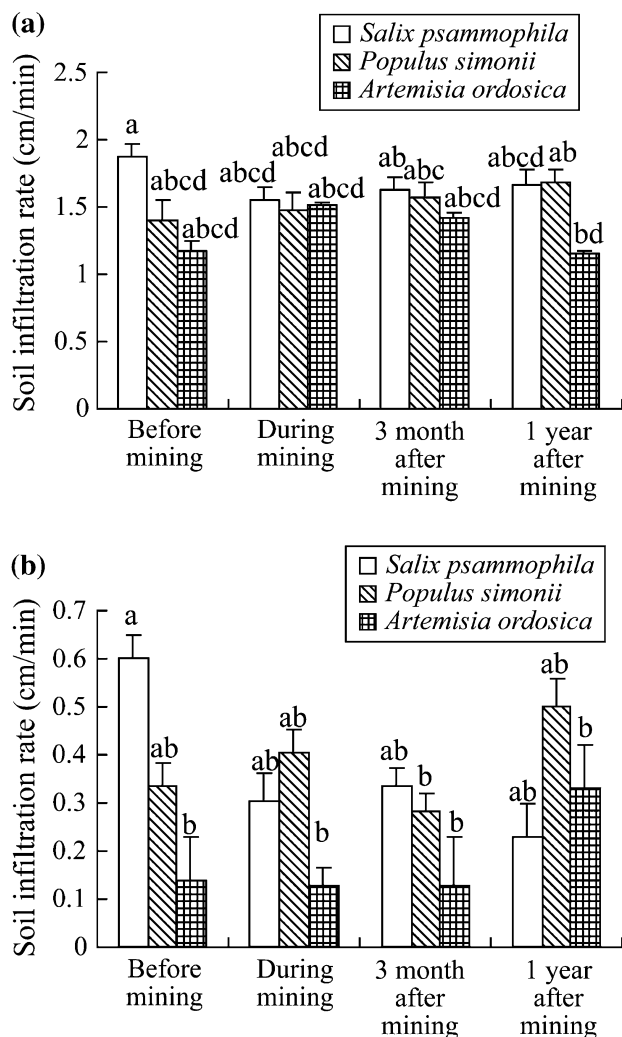 (a)
Salix psammophila
Populus simonii
Artemisia ordosica
Soil infiltration rate (cm/min)
2.5
2
1.5
1
0.5
0
a
abcd
abcd
abcd
abcd
abcd
ab
abc
abcd
abcd
ab
bd
Before
mining
During
mining
3 month
after
mining
1 year
after
mining
(b)
Salix psammophila
Populus simonii
Artemisia ordosica
Soil infiltration rate (cm/min)
0.7
0.6
0.5
0.4
0.3
0.2
0.1
0
a
ab
b
ab
ab
b
ab
b
b
ab
ab
b
Before
mining
During
mining
3 month
after
mining
1 year
after
mining